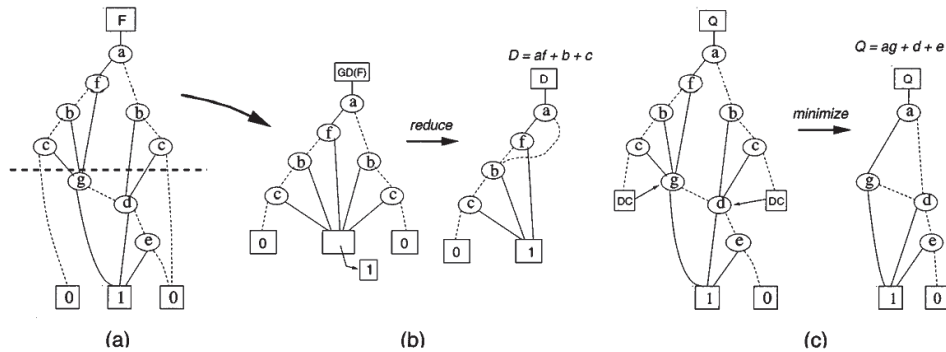 F
a
f
b
b
c
c
g
d
e
0
1
0
(a)
GD(F)
a
f
b
b
c
c
0
0
1
reduce
D = af + b + c
D
a
f
b
c
0
1
(b)
Q
a
f
b
b
c
c
DC
g
d
DC
e
1
0
minimize
Q = ag + d + e
Q
a
g
d
e
1
0
(c)